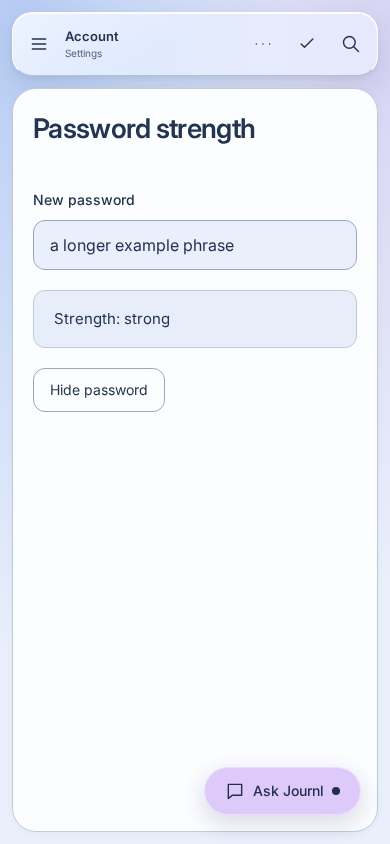 Account
Settings
...
Password strength
New password
a longer example phrase
Strength: strong
Hide password
Ask Journl